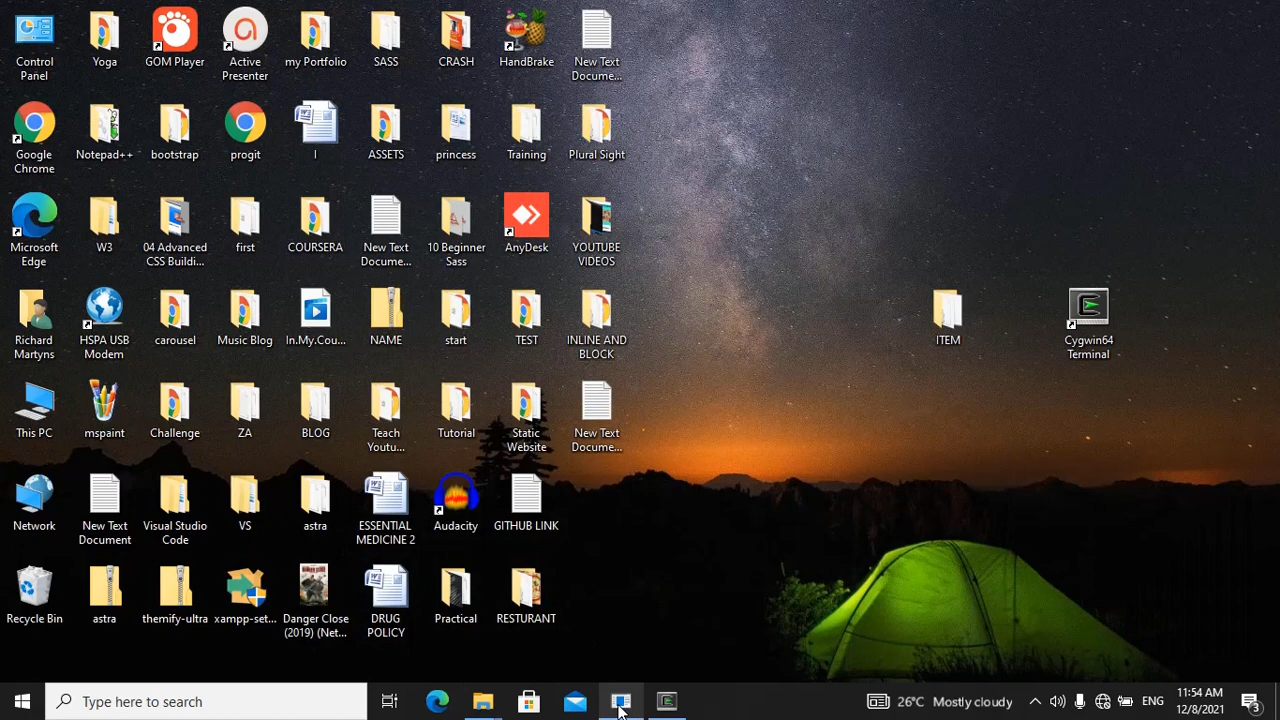 Control
Panel
Yoga
GOM Player
Active
Presenter
my Portfolio
SASS
CRASH
HandBrake
New Text
Docume...
Google
Chrome
Notepad++
bootstrap
progit
I
ASSETS
princess
Training
Plural Sight
Microsoft
Edge
W3
04 Advanced
CSS Buildi...
first
COURSERA
New Text
Docume...
10 Beginner
Sass
AnyDesk
YOUTUBE
VIDEOS
Richard
Martyns
HSPA USB
Modem
carousel
Music Blog
In.My.Cou...
NAME
start
TEST
INLINE AND
BLOCK
ITEM
Cygwin64
Terminal
This PC
mspaint
Challenge
ZA
BLOG
Teach
Youtu...
Tutorial
Static
Website
New Text
Docume...
Network
New Text
Document
Visual Studio
Code
VS
astra
ESSENTIAL
MEDICINE 2
Audacity
GITHUB LINK
Recycle Bin
astra
themify-ultra
xampp-set...
Danger Close
(2019) (Net...
DRUG
POLICY
Practical
RESTURANT
Type here to search
26°C Mostly cloudy
ENG
11:54 AM
12/8/2021
3